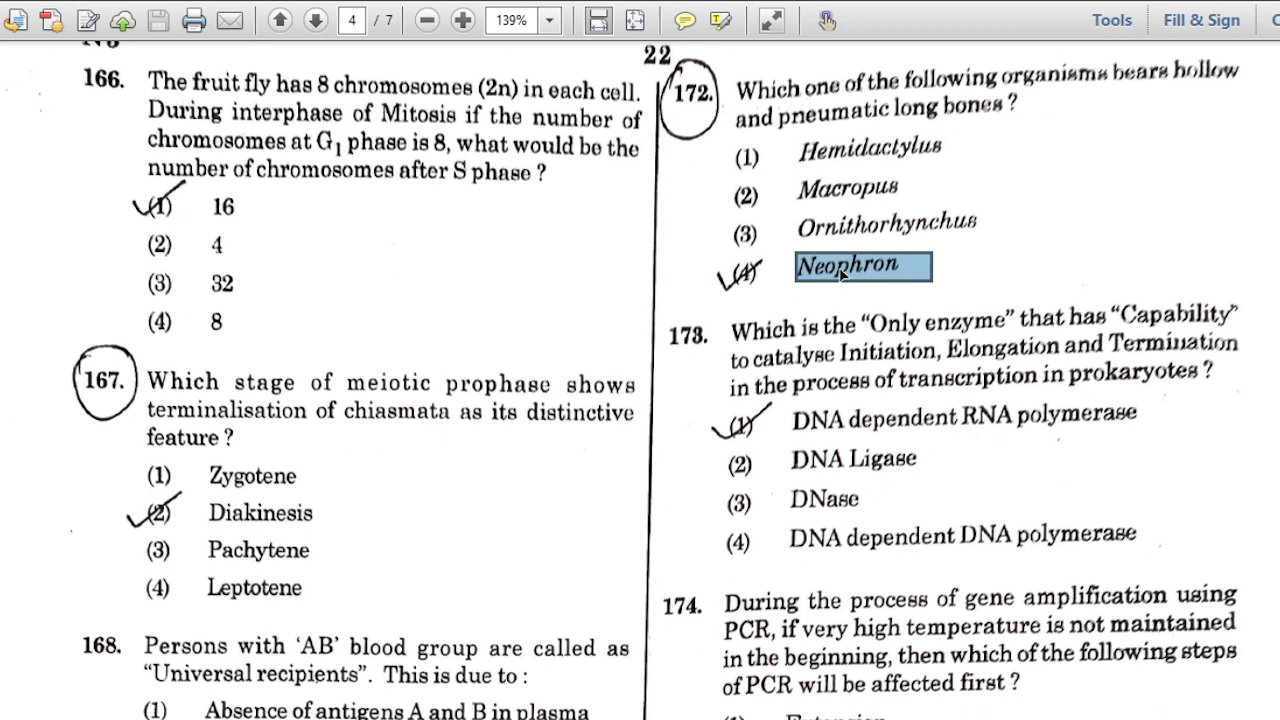 4 / 7
139%
Tools
Fill & Sign
22
166. The fruit fly has 8 chromosomes (2n) in each cell.
During interphase of Mitosis if the number of
chromosomes at G1 phase is 8, what would be the
number of chromosomes after S phase ?
(1) 16
(2) 4
(3) 32
(4) 8
167. Which stage of meiotic prophase shows
terminalisation of chiasmata as its distinctive
feature ?
(1) Zygotene
(2) Diakinesis
(3) Pachytene
(4) Leptotene
168. Persons with 'AB' blood group are called as
"Universal recipients". This is due to :
(1) Absence of antigens A and B in plasma
172. Which one of the following organisms bears hollow
and pneumatic long bones ?
(1) Hemidactylus
(2) Macropus
(3) Ornithorhynchus
(4) Neophron
173. Which is the "Only enzyme" that has "Capability"
to catalyse Initiation, Elongation and Termination
in the process of transcription in prokaryotes ?
(1) DNA dependent RNA polymerase
(2) DNA Ligase
(3) DNase
(4) DNA dependent DNA polymerase
174. During the process of gene amplification using
PCR, if very high temperature is not maintained
in the beginning, then which of the following steps
of PCR will be affected first ?